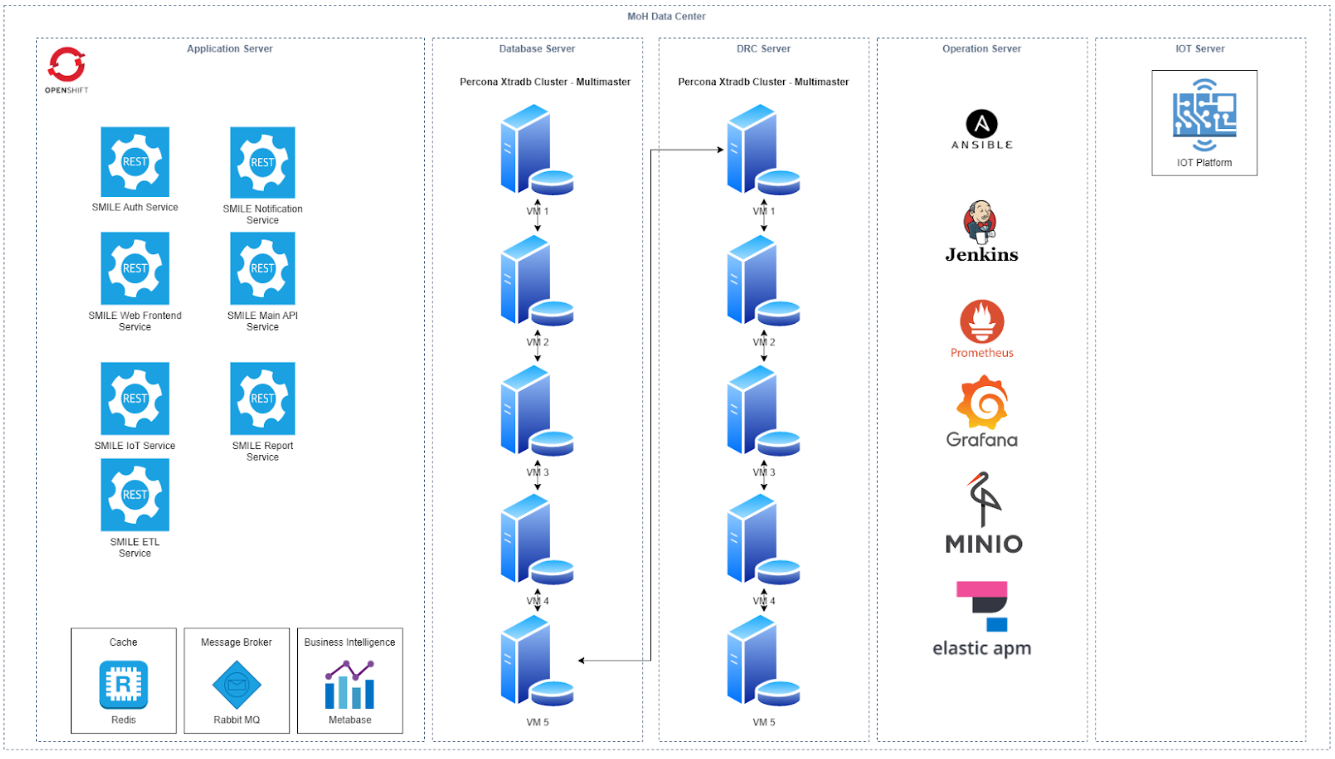 MoH Data Center
Application Server
OPENSHIFT
REST
SMILE Auth Service
REST
SMILE Notification
Service
REST
SMILE Web Frontend
Service
REST
SMILE Main API
Service
REST
SMILE IoT Service
REST
SMILE Report
Service
REST
SMILE ETL
Service
Cache
R
Redis
Message Broker
Rabbit MQ
Business Intelligence
Metabase
Database Server
Percona Xtradb Cluster - Multimaster
VM 1
VM 2
VM 3
VM 4
VM 5
DRC Server
Percona Xtradb Cluster - Multimaster
VM 1
VM 2
VM 3
VM 4
VM 5
Operation Server
ANSIBLE
Jenkins
Prometheus
Grafana
MINIO
elastic apm
IOT Server
IOT Platform